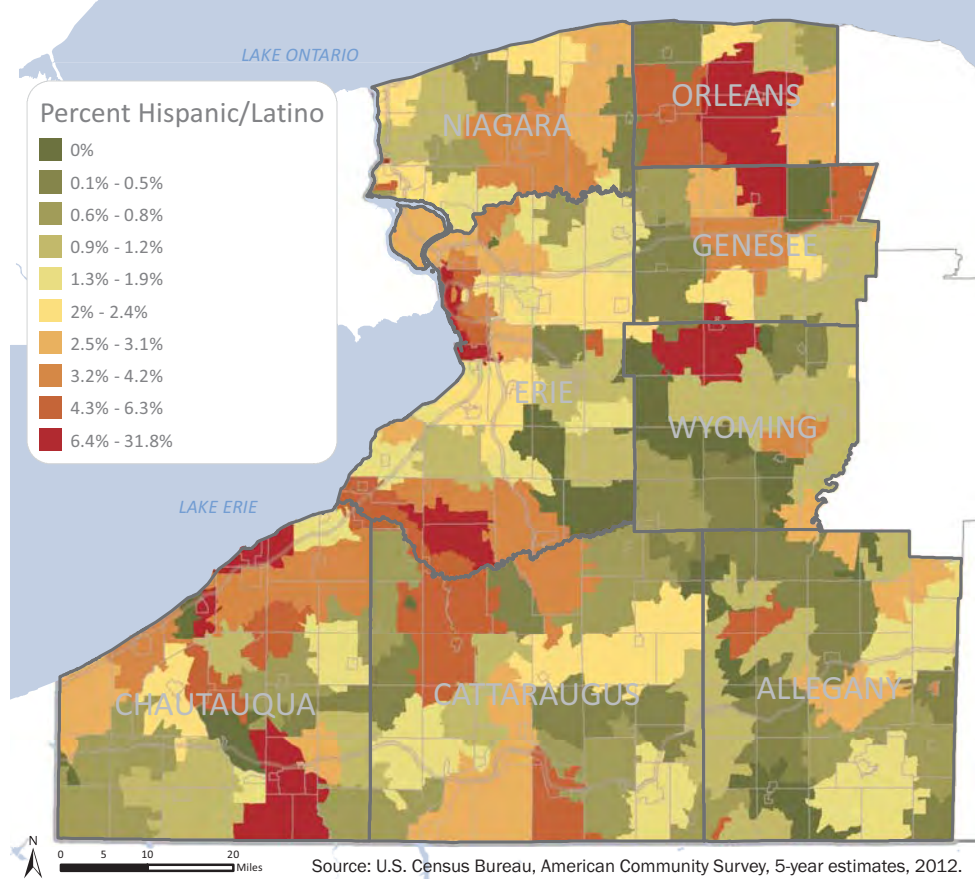 LAKE ONTARIO
Percent Hispanic/Latino
0%
0.1% - 0.5%
0.6% - 0.8%
0.9% - 1.2%
1.3% - 1.9%
2% - 2.4%
2.5% - 3.1%
3.2% - 4.2%
4.3% - 6.3%
6.4% - 31.8%
ORLEANS
NIAGARA
GENESEE
ERIE
WYOMING
LAKE ERIE
CHAUTAUQUA
CATTARAUGUS
ALLEGANY
N
0 5 10 20
Miles
Source: U.S. Census Bureau, American Community Survey, 5-year estimates, 2012.